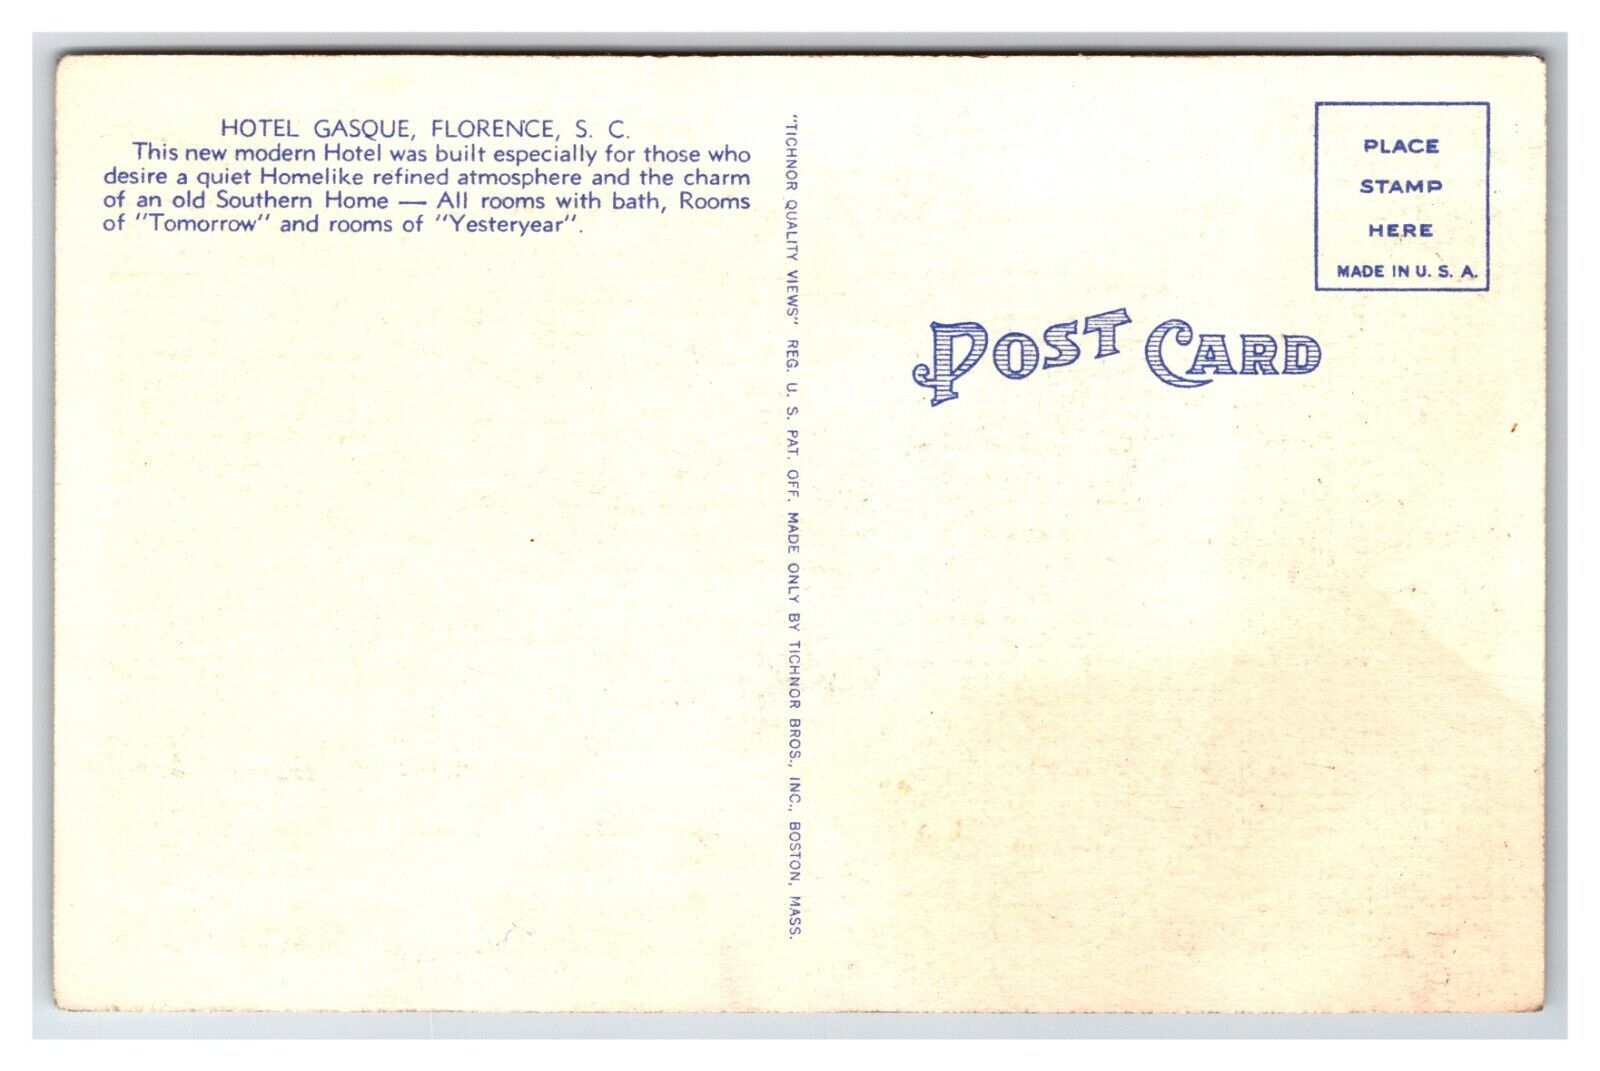 HOTEL GASQUE, FLORENCE, S. C.
This new modern Hotel was built especially for those who
desire a quiet Homelike refined atmosphere and the charm
of an old Southern Home — All rooms with bath, Rooms
of "Tomorrow" and rooms of "Yesteryear".
"TICHNOR QUALITY VIEWS" REG. U. S. PAT. OFF. MADE ONLY BY TICHNOR BROS., INC., BOSTON, MASS.
PLACE
STAMP
HERE
MADE IN U. S. A.
POST CARD